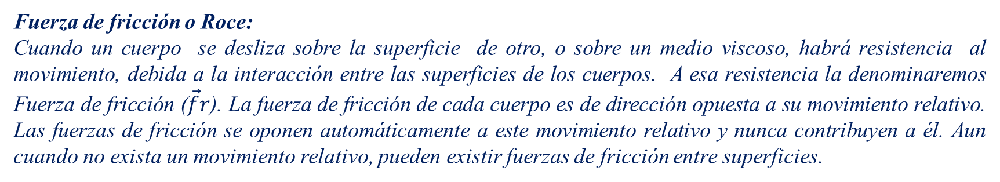 Fuerza de fricción o Roce:
Cuando un cuerpo se desliza sobre la superficie de otro, o sobre un medio viscoso, habrá resistencia al
movimiento, debida a la interacción entre las superficies de los cuerpos. A esa resistencia la denominaremos
Fuerza de fricción (f⃗r). La fuerza de fricción de cada cuerpo es de dirección opuesta a su movimiento relativo.
Las fuerzas de fricción se oponen automáticamente a este movimiento relativo y nunca contribuyen a él. Aun
cuando no exista un movimiento relativo, pueden existir fuerzas de fricción entre superficies.